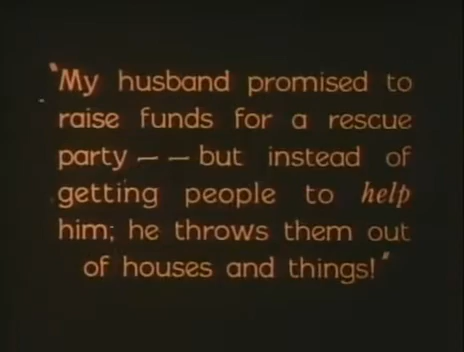 "My husband promised to
raise funds for a rescue
party — — but instead of
getting people to help
him; he throws them out
of houses and things!"